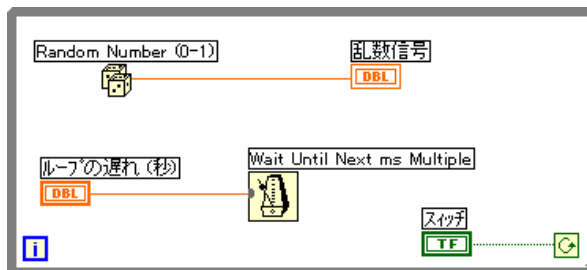 Random Number (0-1)
乱数信号
DBL
ループの遅れ (秒)
Wait Until Next ms Multiple
DBL
スイッチ
TF
i